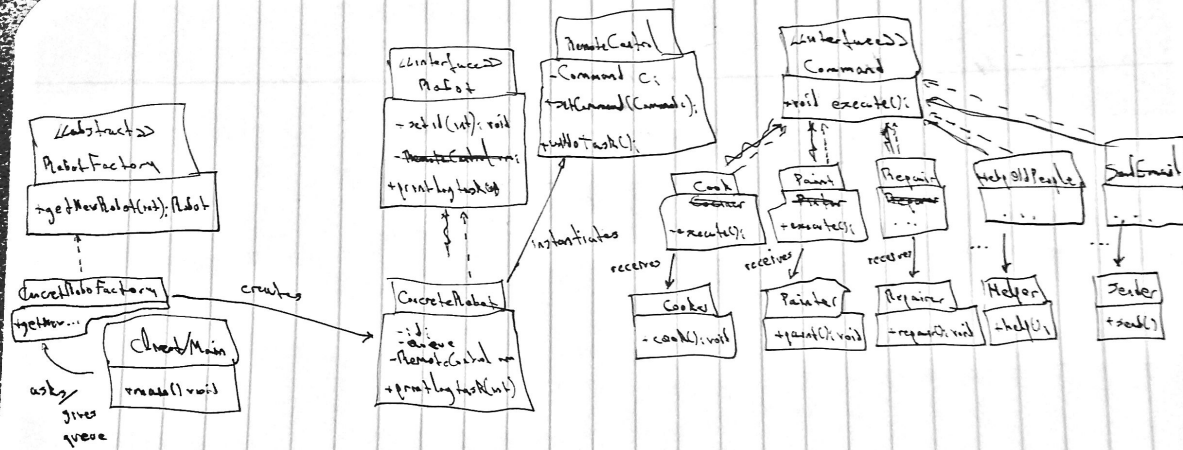 <<abstract>>
RobotFactory
+getNewRobot(int):Robot
ConcretRoboFactory
+getNew...
Client/Main
+main() void
asks/
gives
queue
creates
<<interface>>
Robot
-setid(int): void
-RemoteControl
+printLogtask()
ConcreteRobot
-id;
-queue
-RemoteControl
+printLogtask(int)
instantiates
RemoteControl
-Command c;
+setCommand(Command c);
<<interface>>
Command
+void execute();
Cook
-execute();
receives
Cooker
-cook(): void
Paint
+execute();
receives
Painter
+paint(): void
Repair
...
receives
Repairer
-repair(): void
HelpOldPeople
...
...
Helper
+help();
SendEmail
....
...
Sender
+send()